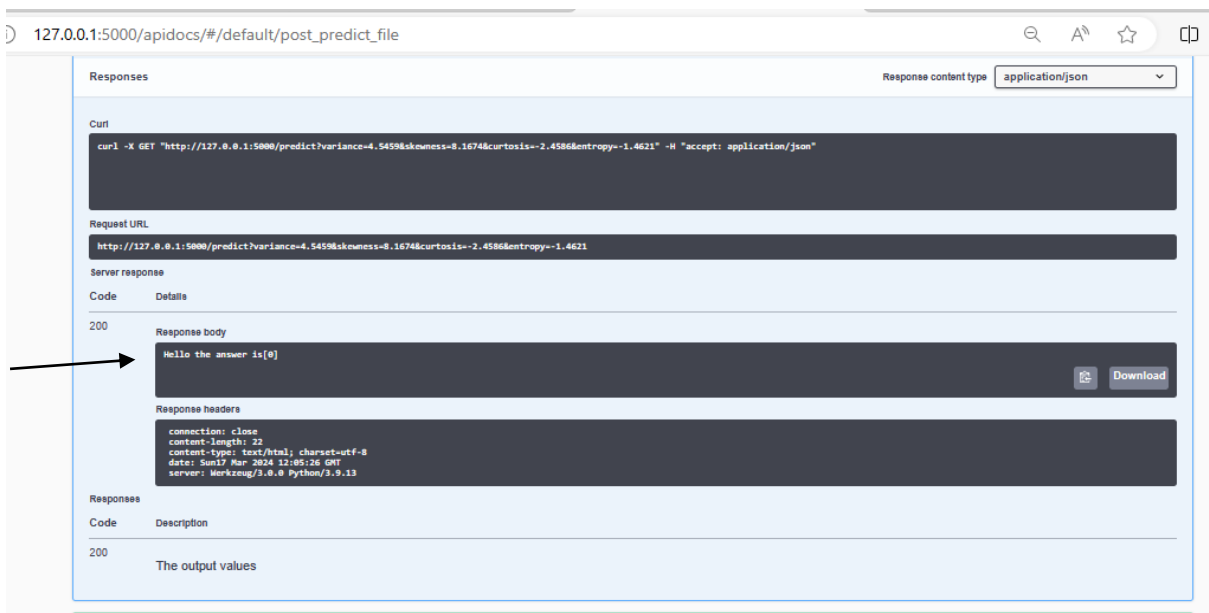 127.0.0.1:5000/apidocs/#/default/post_predict_file
Responses
Response content type
application/json
Curl
curl -X GET "http://127.0.0.1:5000/predict?variance=4.5459&skewness=8.1674&curtosis=-2.4586&entropy=-1.4621" -H "accept: application/json"
Request URL
http://127.0.0.1:5000/predict?variance=4.5459&skewness=8.1674&curtosis=-2.4586&entropy=-1.4621
Server response
Code Details
200
Response body
Hello the answer is[0]
Download
Response headers
connection: close
content-length: 22
content-type: text/html; charset=utf-8
date: Sun17 Mar 2024 12:05:26 GMT
server: Werkzeug/3.0.0 Python/3.9.13
Responses
Code Description
200
The output values